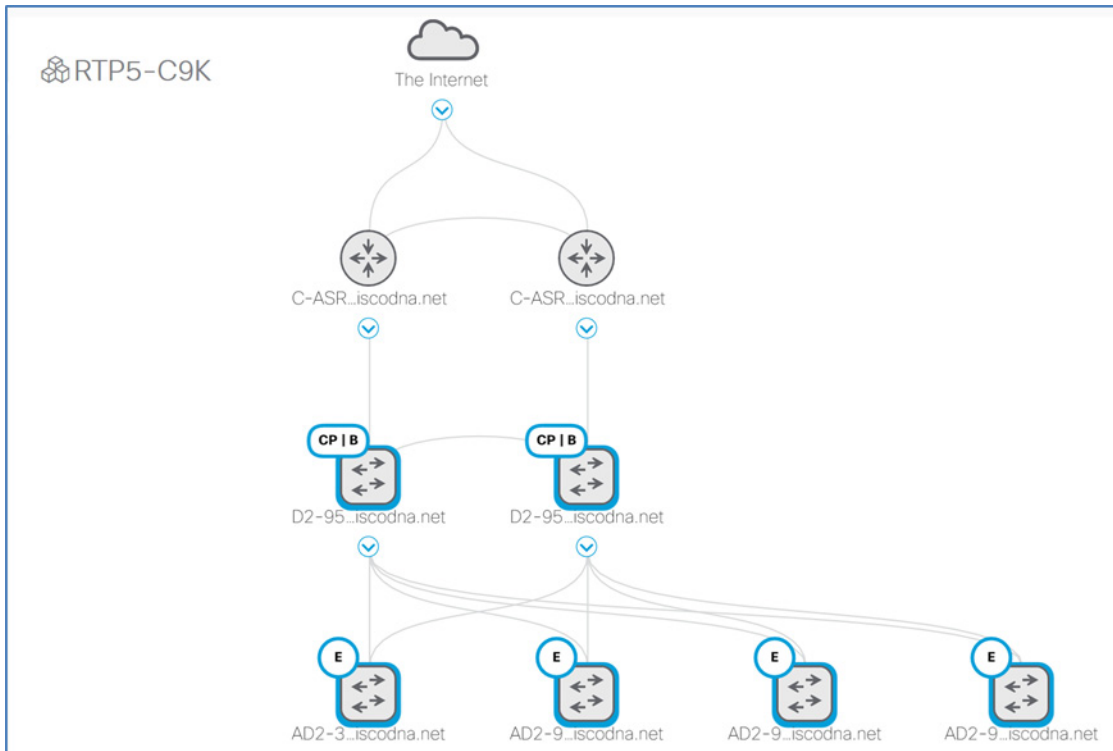 RTP5-C9K
The Internet
C-ASR...iscodna.net
C-ASR...iscodna.net
CP | B
CP | B
D2-95...iscodna.net
D2-95...iscodna.net
E
E
E
E
AD2-3...iscodna.net
AD2-9...iscodna.net
AD2-9...iscodna.net
AD2-9...iscodna.net